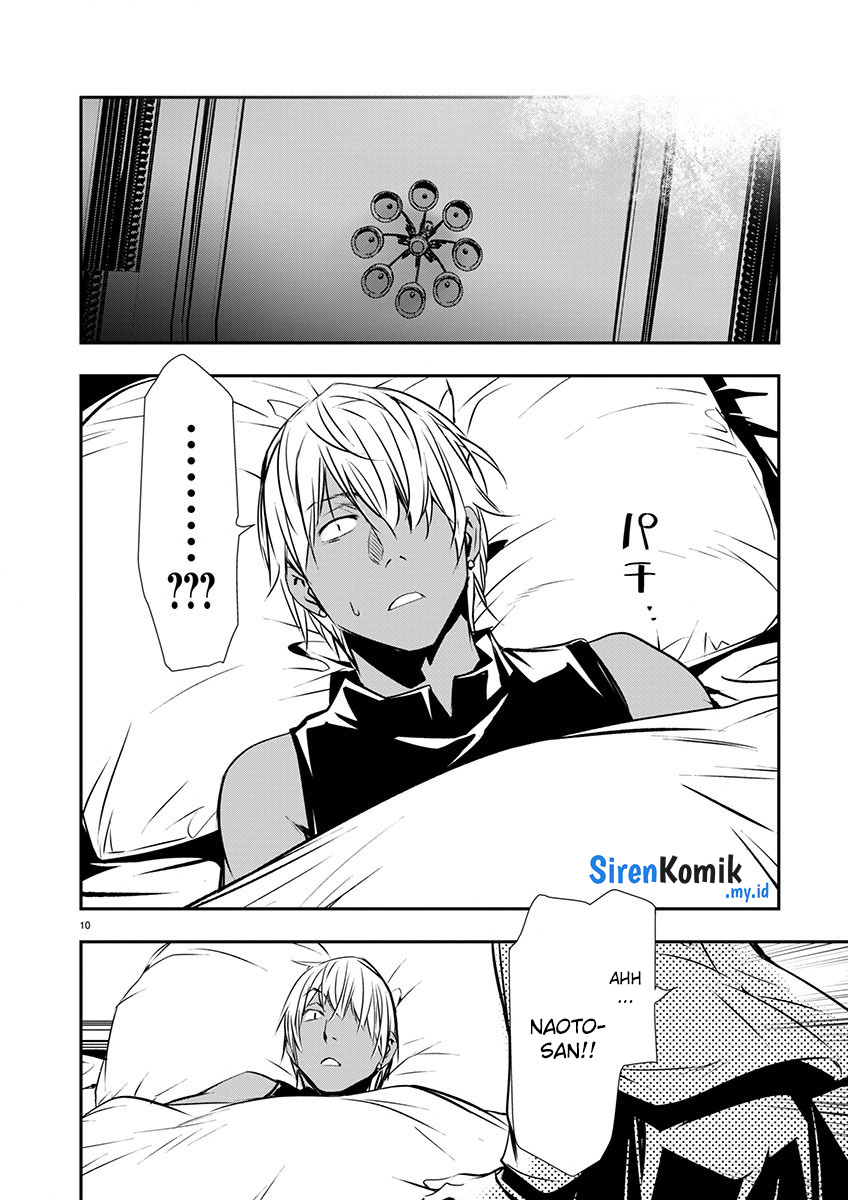 パチ..
.........
???
SirenKomik
.my.id
10
AHH
...
NAOTO-
SAN!!